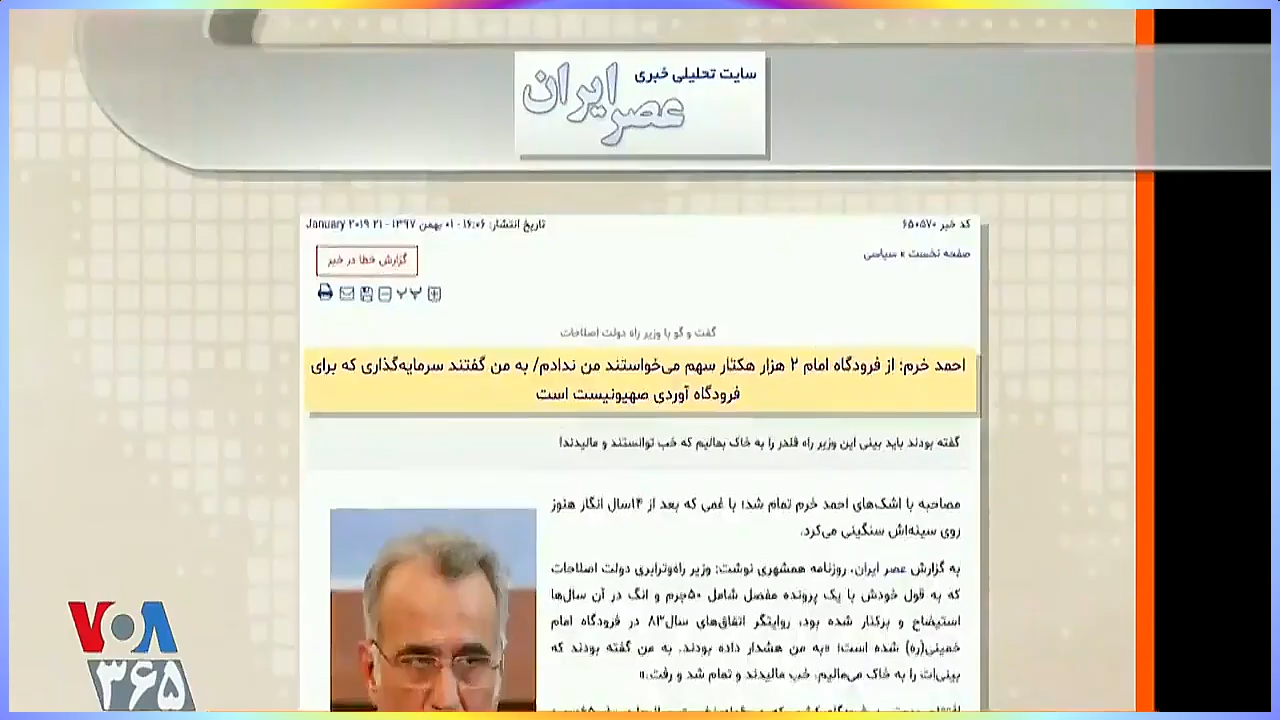 سایت تحلیلی خبری
عصر ایران
کد خبر ۶۵۰۵۷۰
تاریخ انتشار: ۱۶:۰۶ - ۰۱ بهمن ۱۳۹۷ - ۲۱ January ۲۰۱۹
صفحه نخست » سیاسی
گزارش خطا در خبر
گفت و گو با وزیر راه دولت اصلاحات
احمد خرم: از فرودگاه امام ۲ هزار هکتار سهم می‌خواستند من ندادم/ به من گفتند سرمایه‌گذاری که برای
فرودگاه آوردی صهیونیست است
گفته بودند باید بینی این وزیر راه قلدر را به خاک بمالیم که خب توانستند و مالیدند!
مصاحبه با اشک‌های احمد خرم تمام شد؛ با غمی که بعد از ۱۴سال انگار هنوز
روی سینه‌اش سنگینی می‌کرد.
به گزارش عصر ایران، روزنامه همشهری نوشت: وزیر راه‌وترابری دولت اصلاحات
که به قول خودش با یک پرونده مفصل شامل ۵۰جرم و انگ در آن سال‌ها
استیضاح و برکنار شده بود، روایتگر اتفاق‌های سال۸۳ در فرودگاه امام
خمینی(ره) شده است؛ «به من هشدار داده بودند. به من گفته بودند که
بینی‌ات را به خاک می‌مالیم. خب مالیدند و تمام شد و رفت.»
VOA
۳۶۵